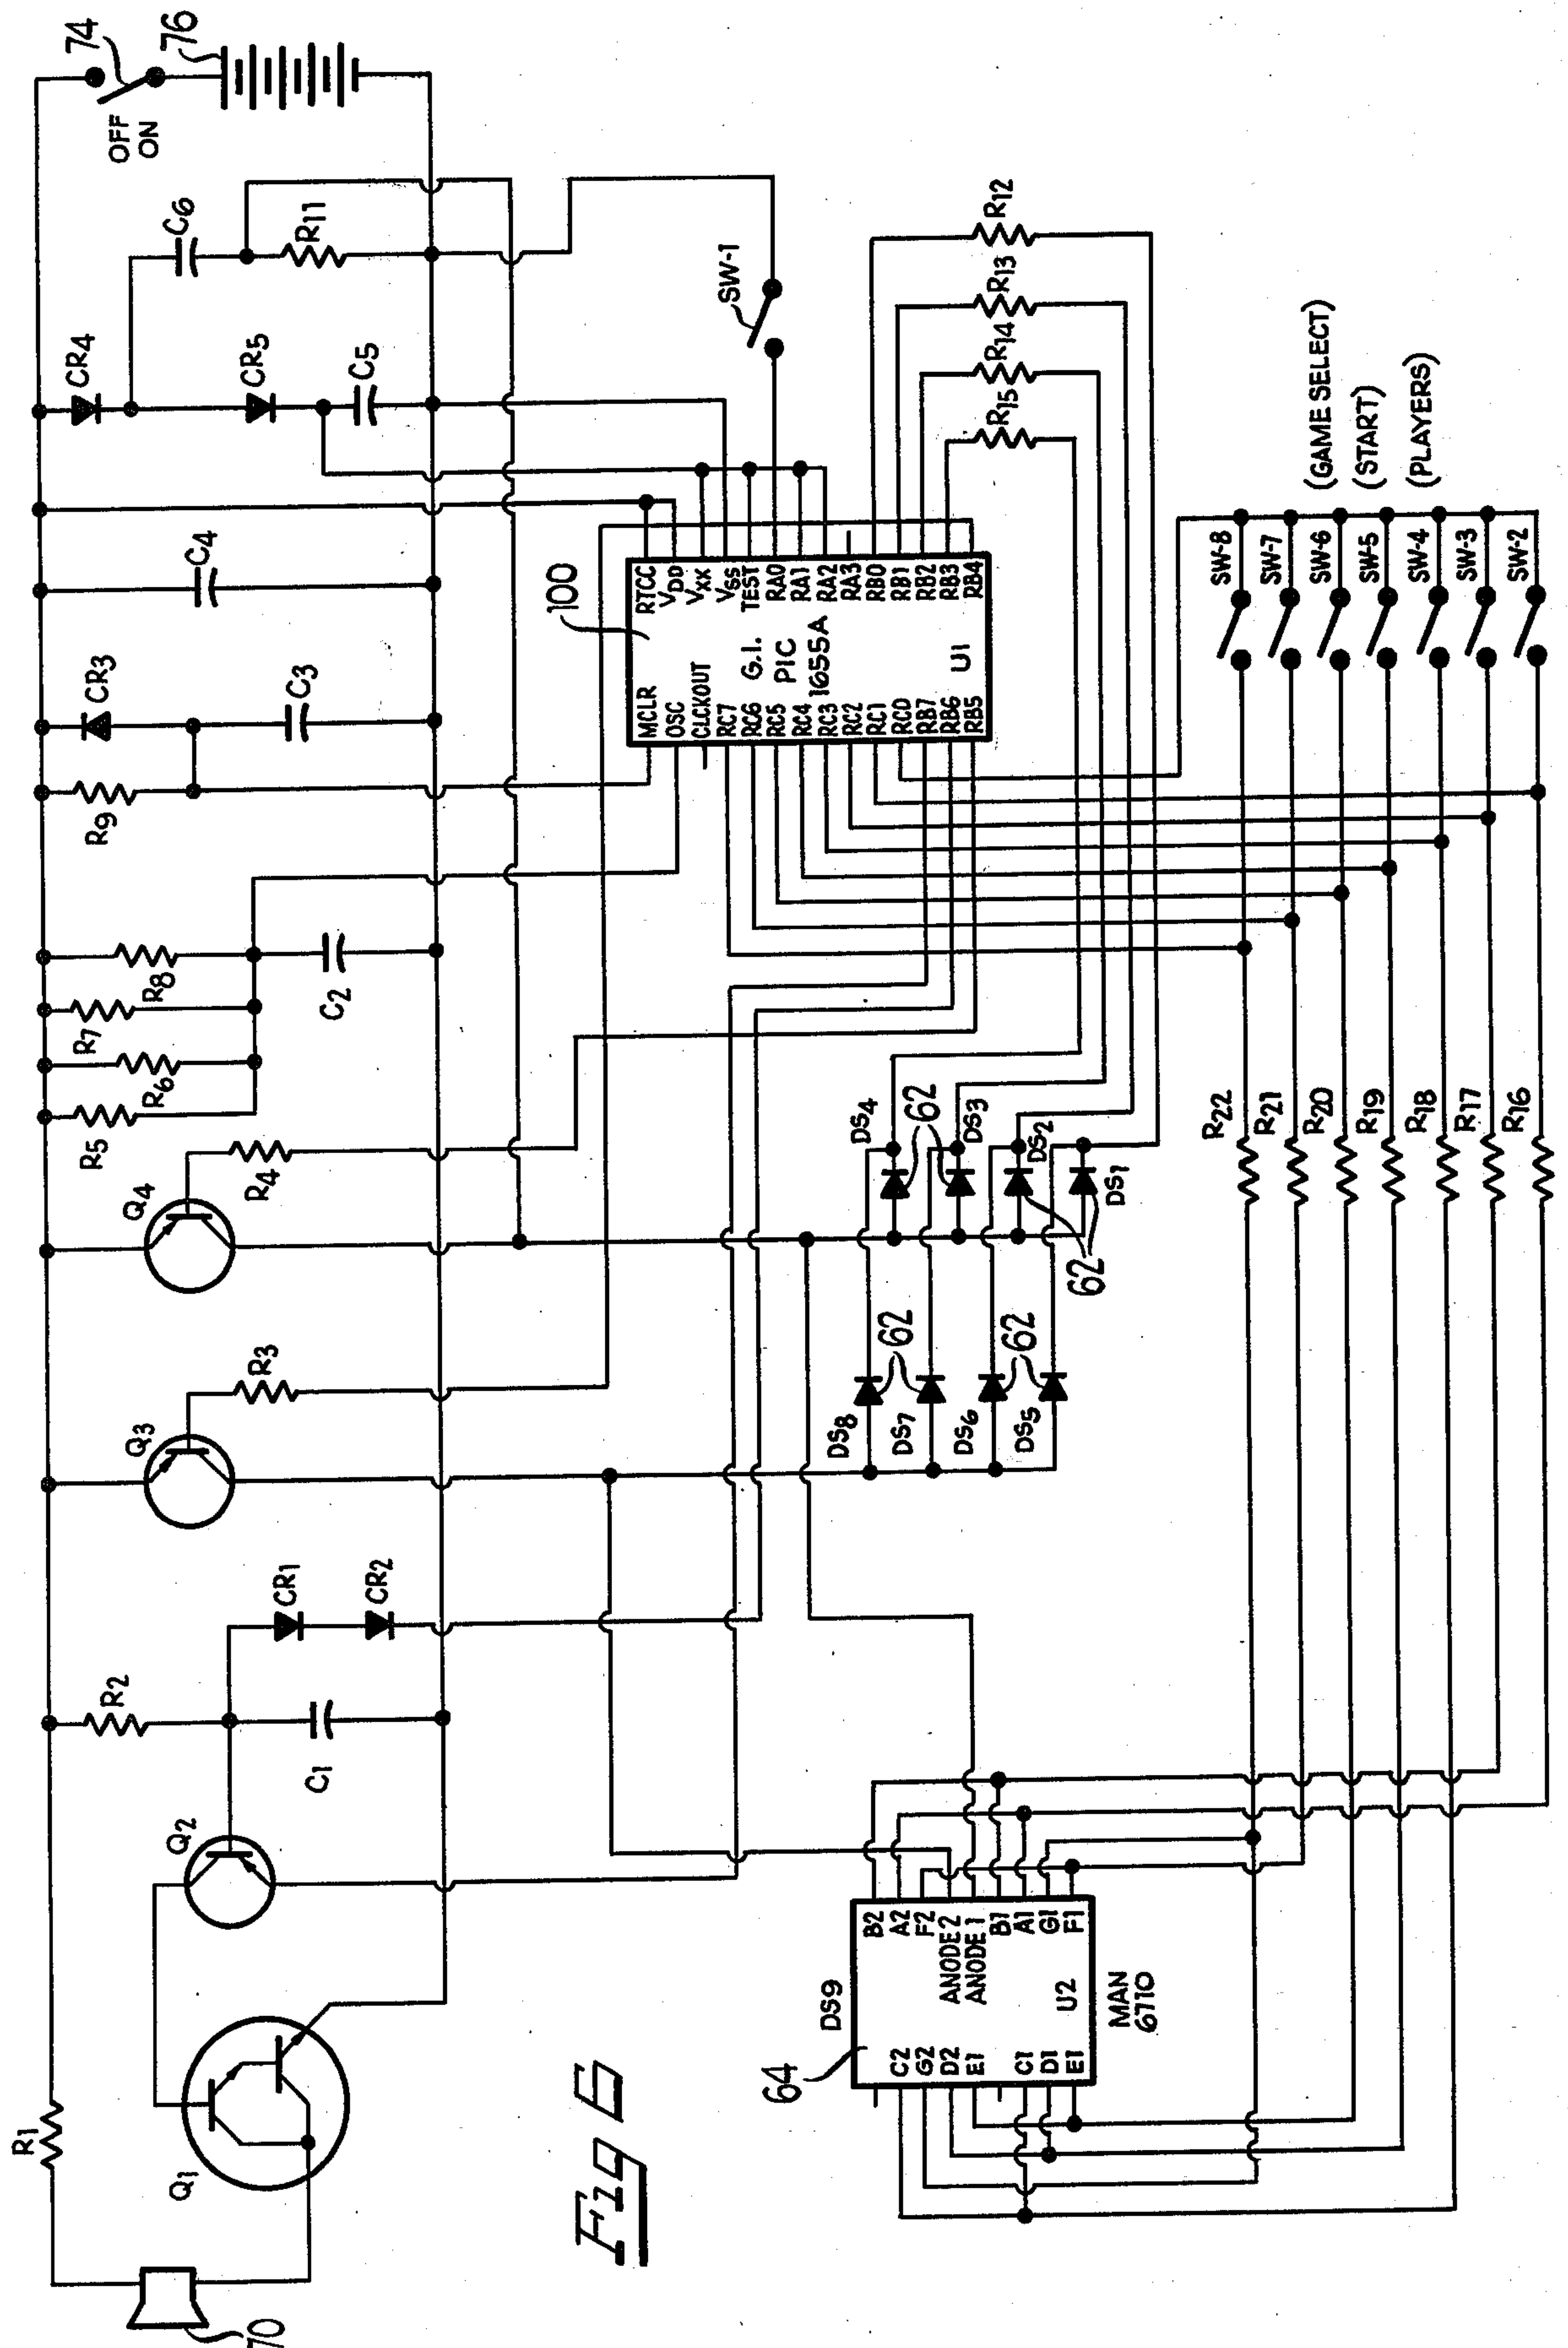 74
76
OFF
ON
C6
R11
SW-1
CR4
CR5
C5
C4
CR3
C3
R9
R8
R7
R6
R5
C2
R4
Q4
R3
Q3
CR1
CR2
R2
C1
Q2
Q1
R1
70
100
MCLR
OSC
CLCKOUT
RC7
RC6
RC5
RC4
RC3
RC2
RC1
RC0
RB7
RB6
RB5
G.I.
PIC
1655A
U1
RTCC
VDD
VXX
VSS
TEST
RA0
RA1
RA2
RA3
RB0
RB1
RB2
RB3
RB4
R12
R13
R14
R15
(GAME SELECT)
(START)
(PLAYERS)
SW-8
SW-7
SW-6
SW-5
SW-4
SW-3
SW-2
DS4
62
DS3
DS2
DS1
62
62
62
DS8
DS7
DS6
DS5
R22
R21
R20
R19
R18
R17
R16
DS9
64
C2
G2
D2
E1
C1
D1
E1
B2
A2
F2
ANODE 2
ANODE 1
B1
A1
G1
F1
U2
MAN
6710
Fig 6